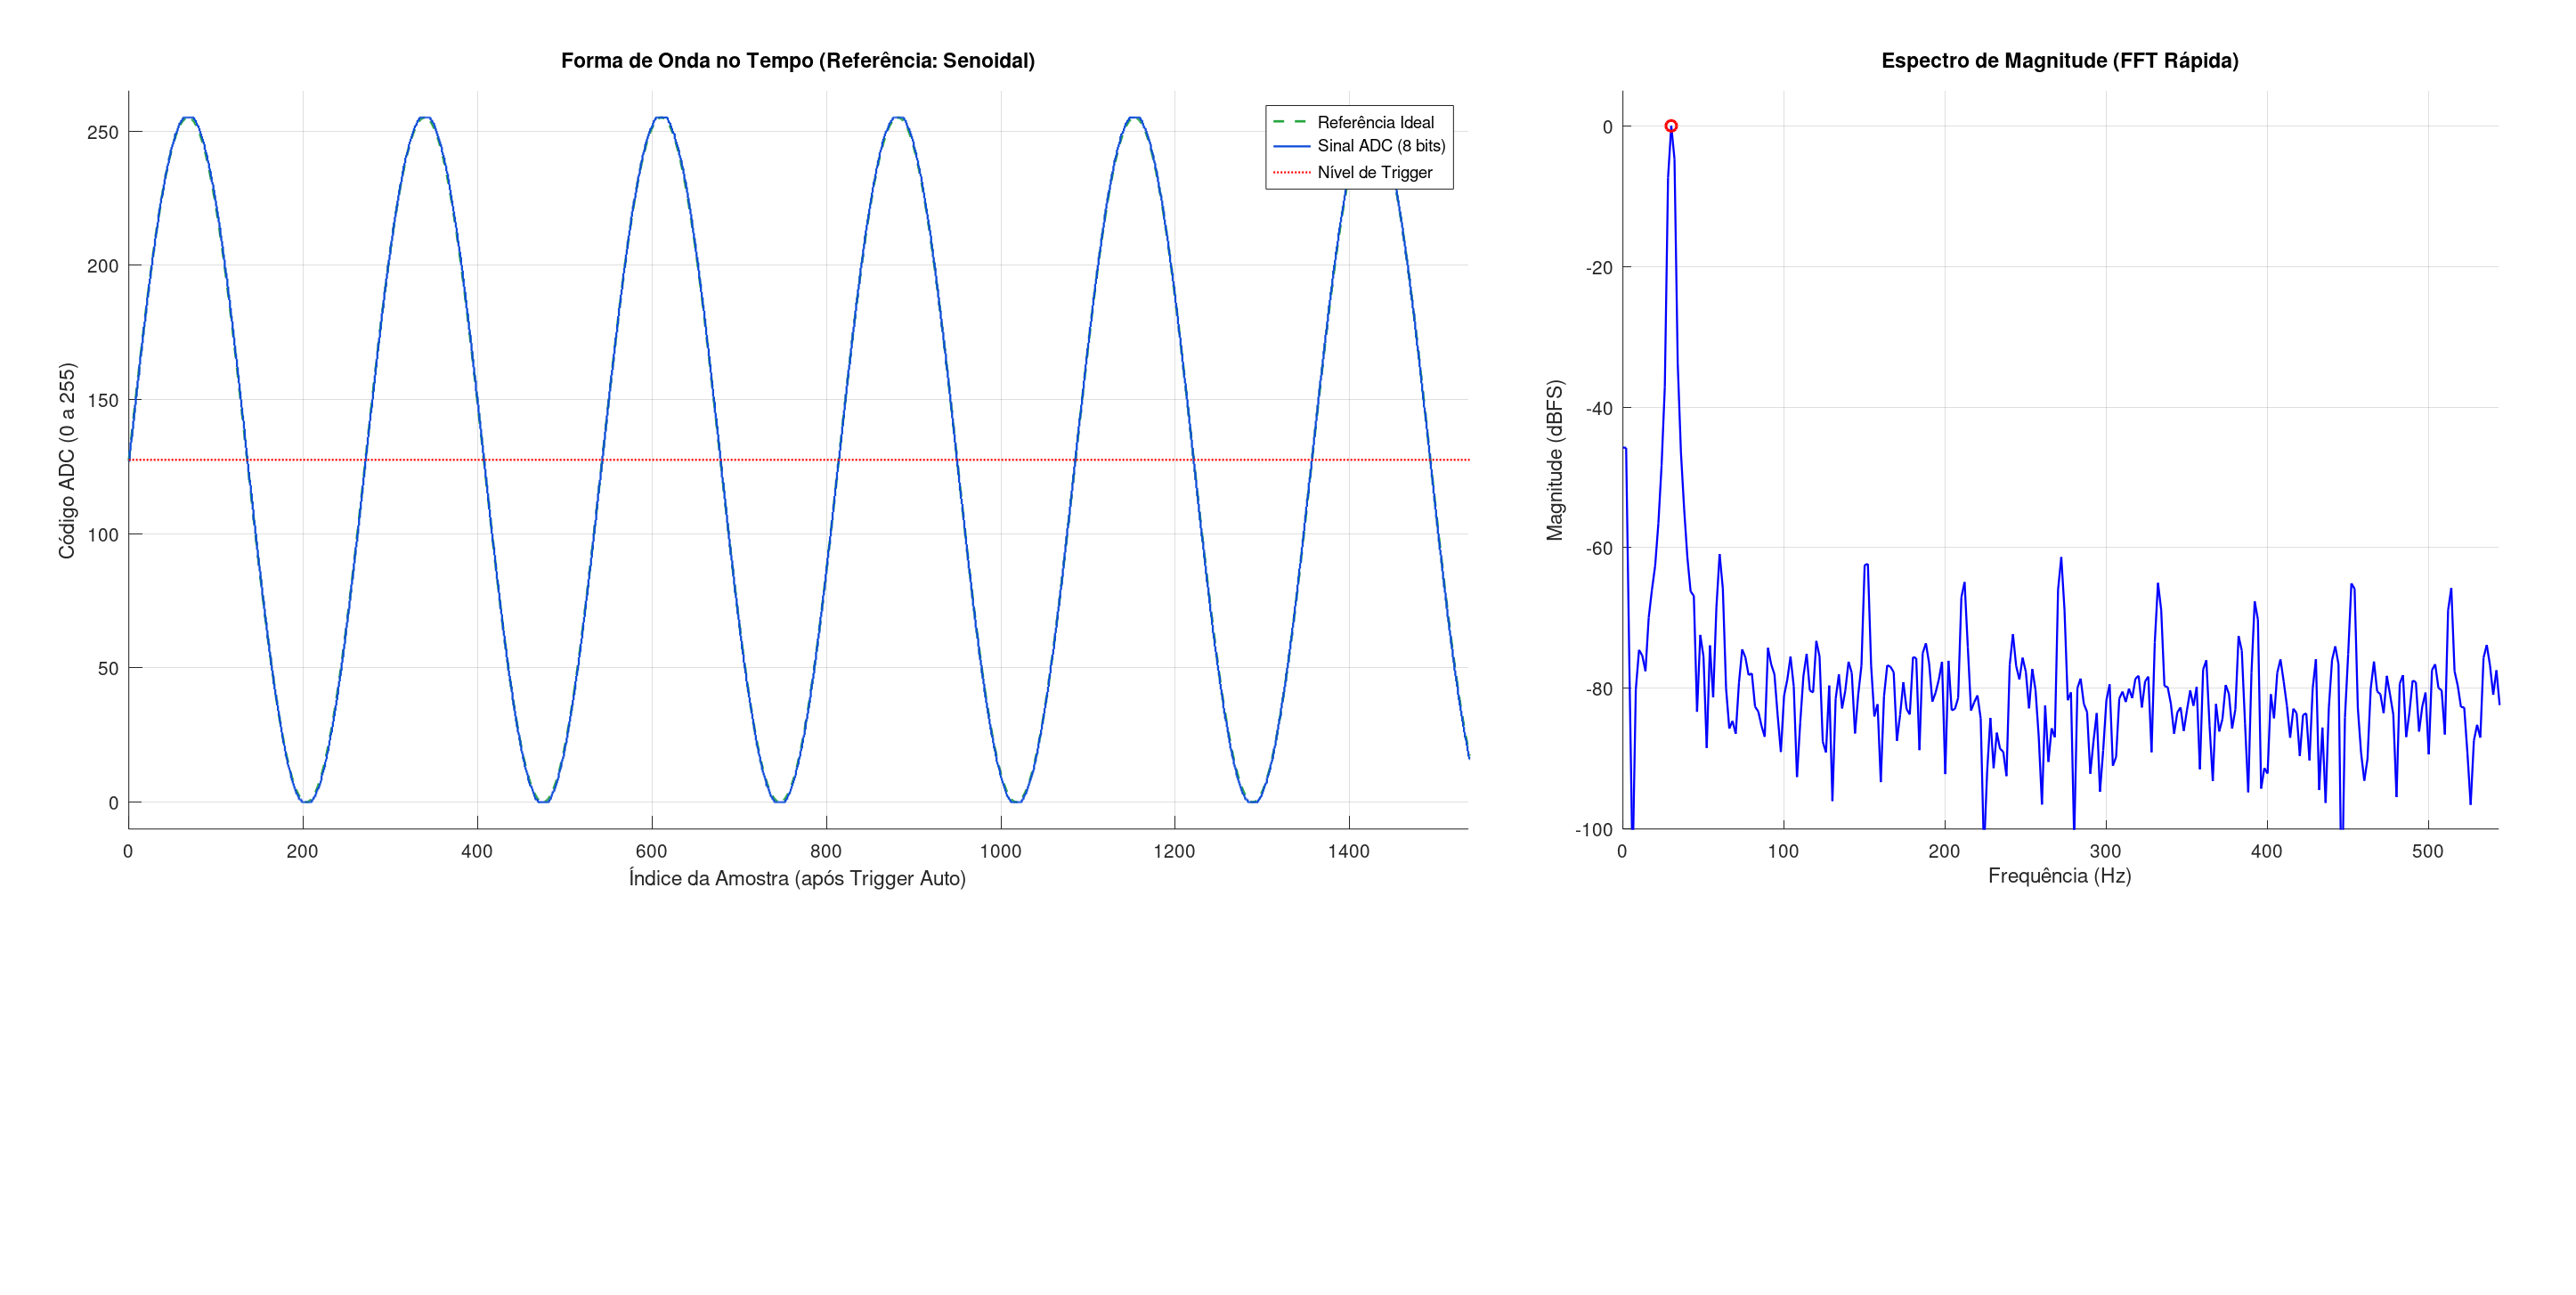 Forma de Onda no Tempo (Referência: Senoidal)
250
200
150
100
50
0
Código ADC (0 a 255)
Referência Ideal
Sinal ADC (8 bits)
Nível de Trigger
0 200 400 600 800 1000 1200 1400
Índice da Amostra (após Trigger Auto)
Espectro de Magnitude (FFT Rápida)
0
-20
-40
-60
-80
-100
Magnitude (dBFS)
0 100 200 300 400 500
Frequência (Hz)